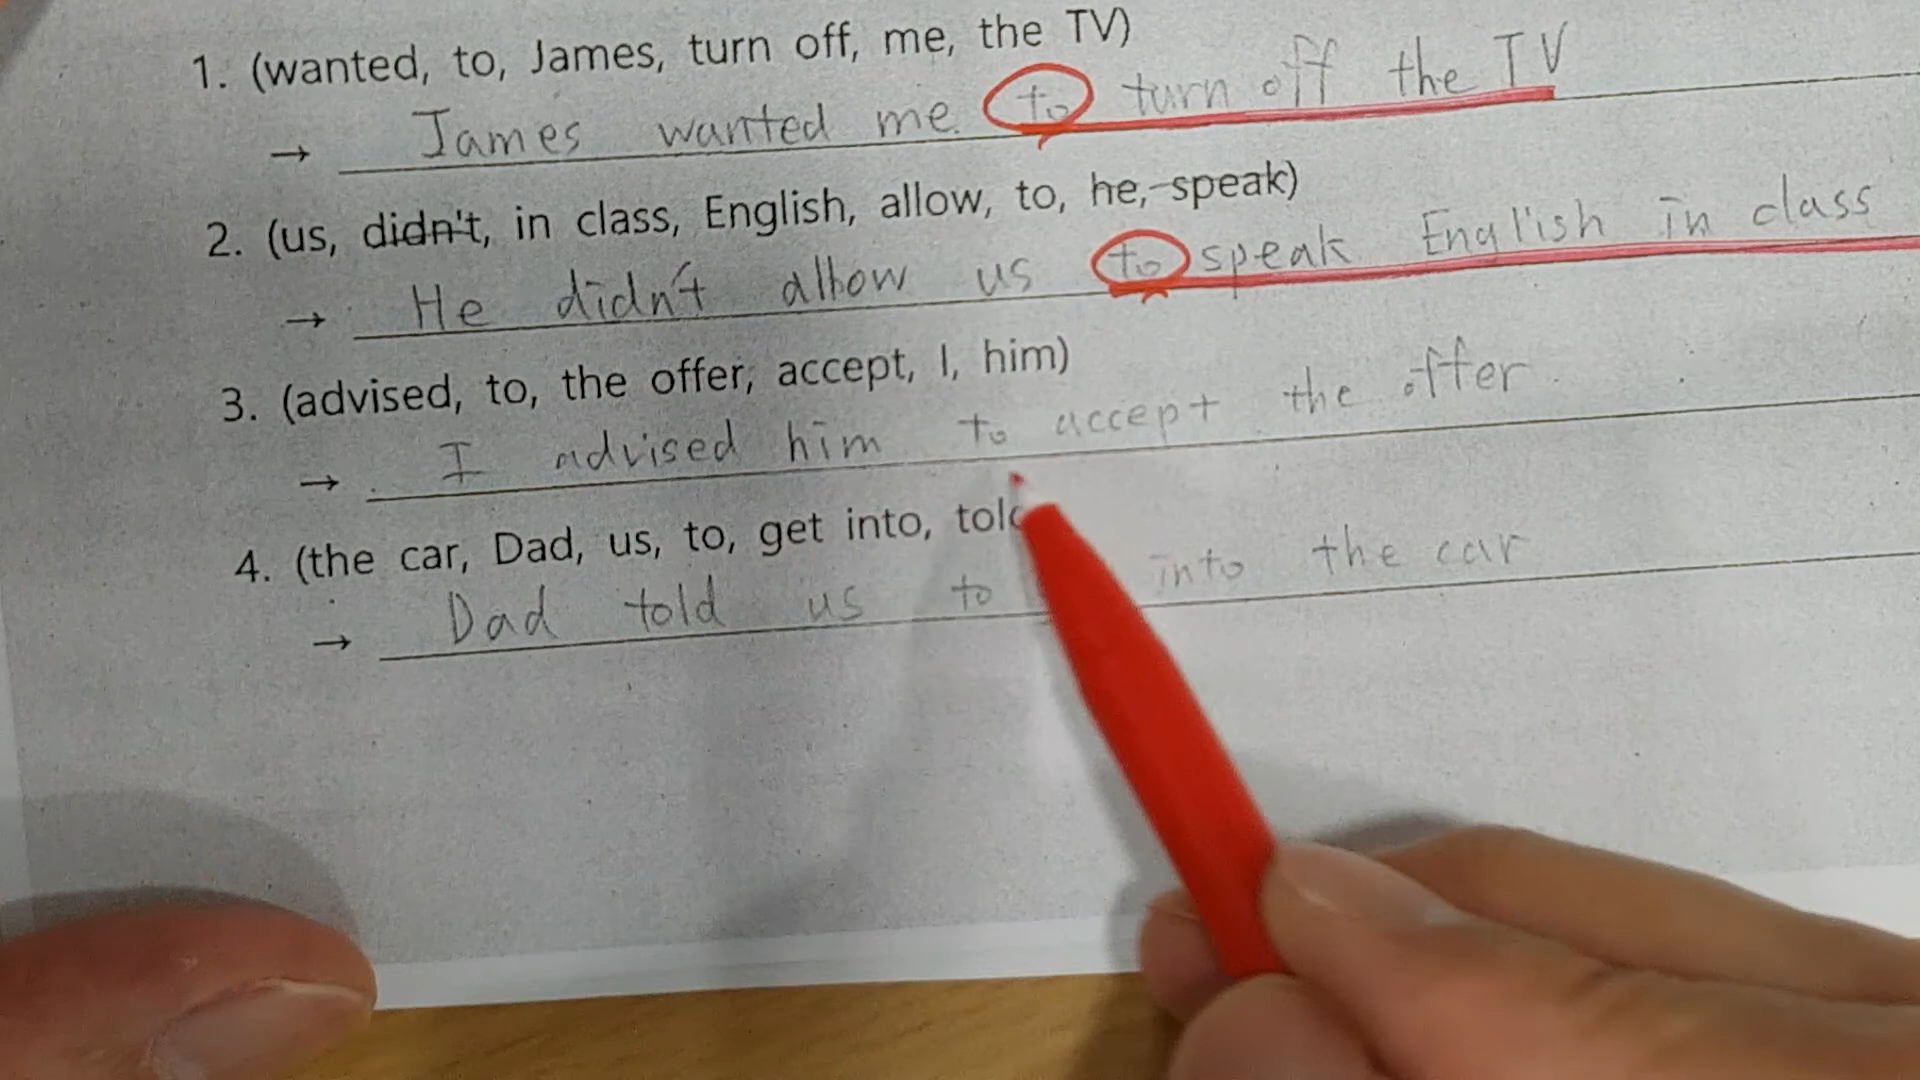 1. (wanted, to, James, turn off, me, the TV)
→ James wanted me to turn off the TV
2. (us, didn't, in class, English, allow, to, he, speak)
→ He didn't allow us to speak English in class
3. (advised, to, the offer, accept, I, him)
→ I advised him to accept the offer
4. (the car, Dad, us, to, get into,
→ Dad told us to into the car